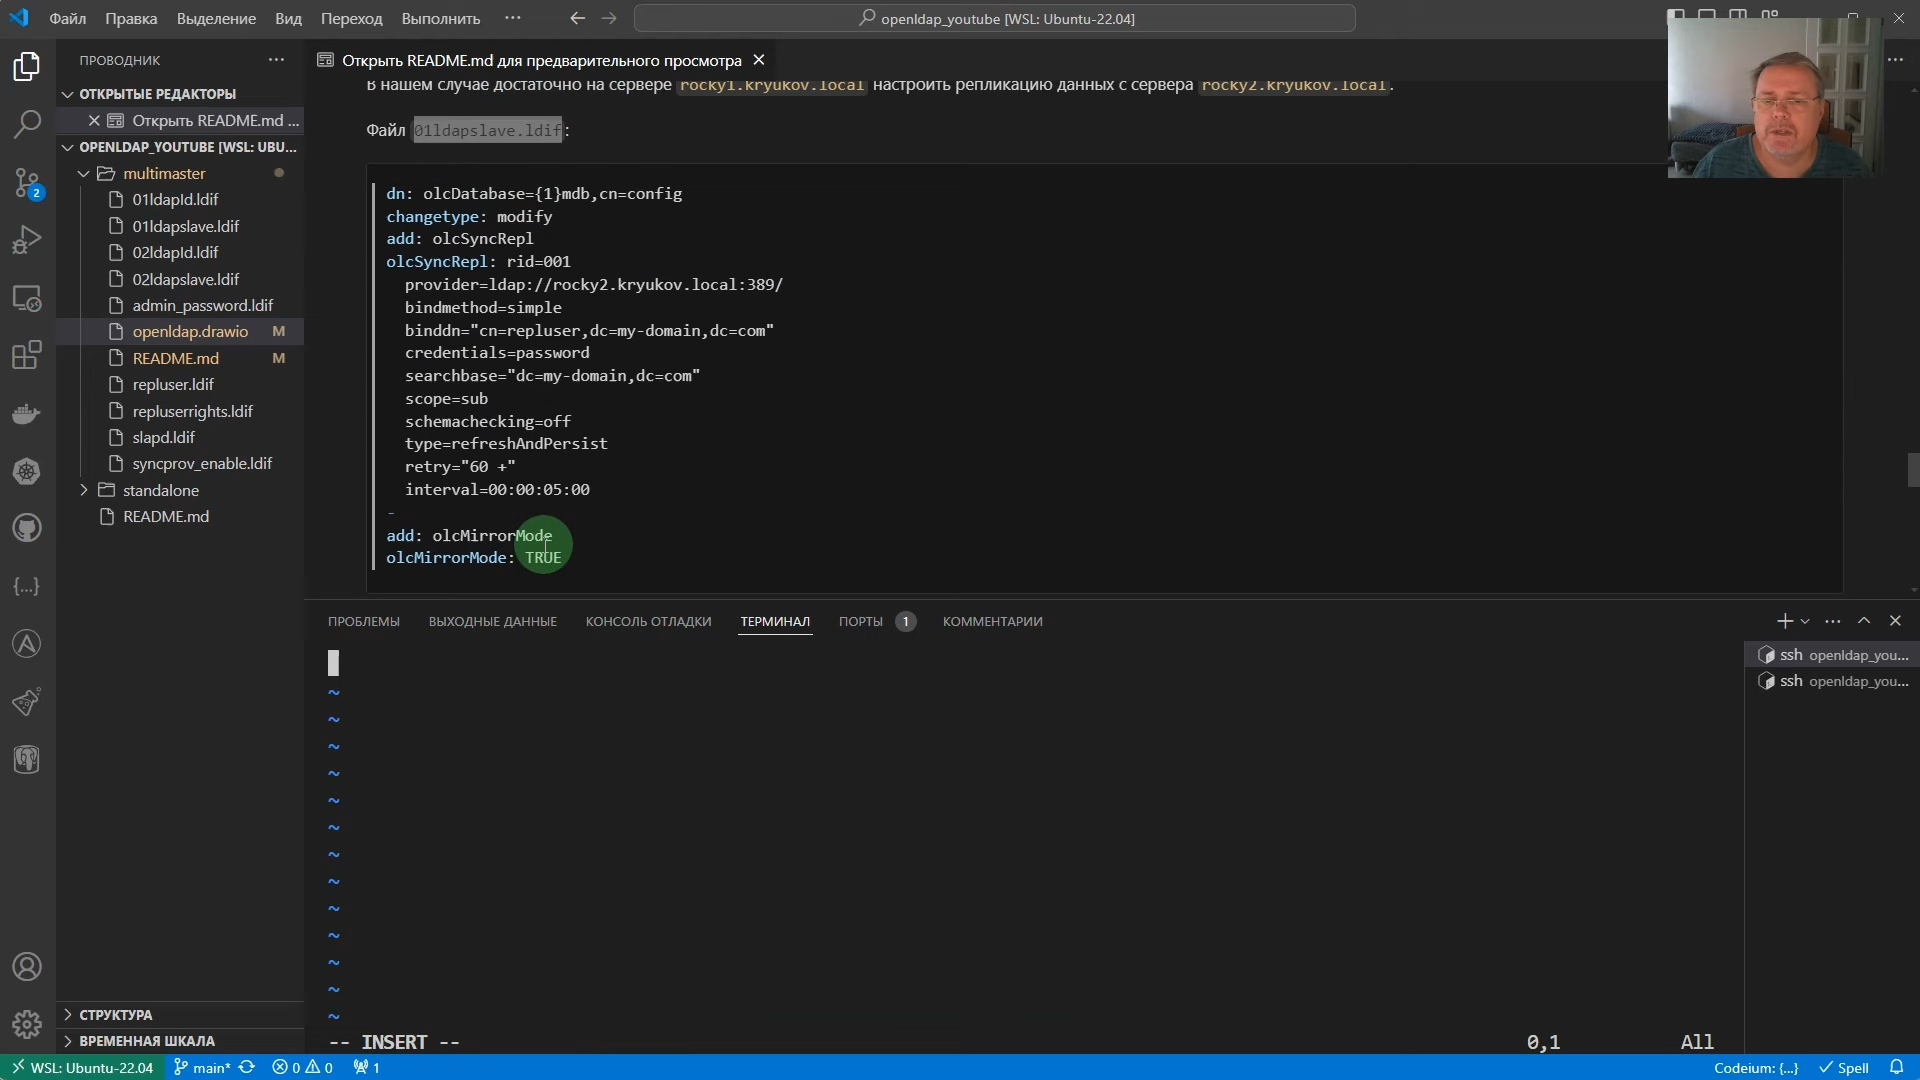 Файл Правка Выделение Вид Переход Выполнить ···
openldap_youtube [WSL: Ubuntu-22.04]
ПРОВОДНИК
ОТКРЫТЫЕ РЕДАКТОРЫ
Открыть README.md ...
OPENLDAP_YOUTUBE [WSL: UBU...
multimaster
01ldapId.ldif
01ldapslave.ldif
02ldapId.ldif
02ldapslave.ldif
admin_password.ldif
openldap.drawio M
README.md M
repluser.ldif
repluserrights.ldif
slapd.ldif
syncprov_enable.ldif
standalone
README.md
СТРУКТУРА
ВРЕМЕННАЯ ШКАЛА
2
Открыть README.md для предварительного просмотра
В нашем случае достаточно на сервере rocky1.kryukov.local настроить репликацию данных с сервера rocky2.kryukov.local.
Файл 01ldapslave.ldif:
dn: olcDatabase={1}mdb,cn=config
changetype: modify
add: olcSyncRepl
olcSyncRepl: rid=001
provider=ldap://rocky2.kryukov.local:389/
bindmethod=simple
binddn="cn=repluser,dc=my-domain,dc=com"
credentials=password
searchbase="dc=my-domain,dc=com"
scope=sub
schemachecking=off
type=refreshAndPersist
retry="60 +"
interval=00:00:05:00
-
add: olcMirrorMode
olcMirrorMode: TRUE
ПРОБЛЕМЫ ВЫХОДНЫЕ ДАННЫЕ КОНСОЛЬ ОТЛАДКИ ТЕРМИНАЛ ПОРТЫ 1 КОММЕНТАРИИ
ssh openldap_you...
ssh openldap_you...
~
~
~
~
~
~
~
~
~
~
~
~
~
-- INSERT -- 0,1 All
WSL: Ubuntu-22.04 main* 0 0 1 Codeium: {...} Spell